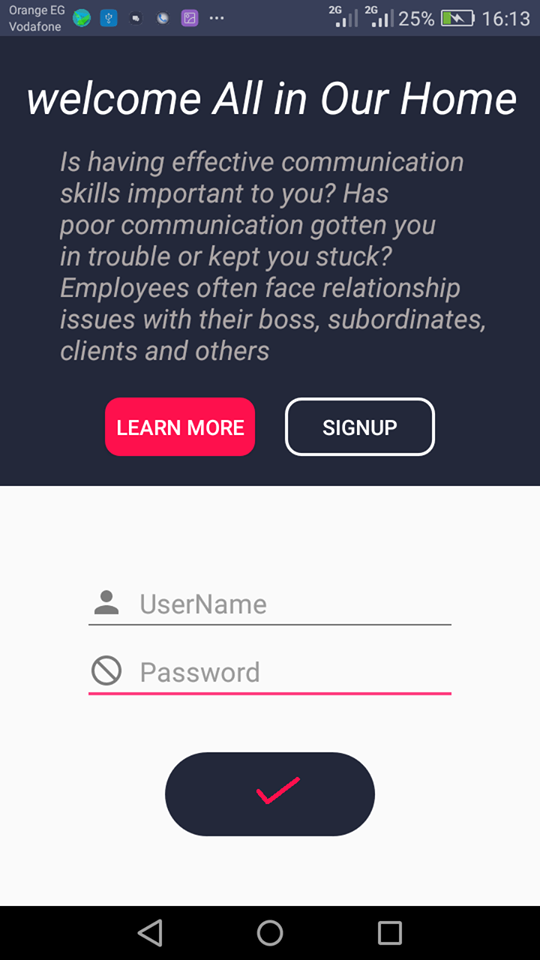 Orange EG
Vodafone
2G 2G 25% 16:13
welcome All in Our Home
Is having effective communication
skills important to you? Has
poor communication gotten you
in trouble or kept you stuck?
Employees often face relationship
issues with their boss, subordinates,
clients and others
LEARN MORE SIGNUP
UserName
Password